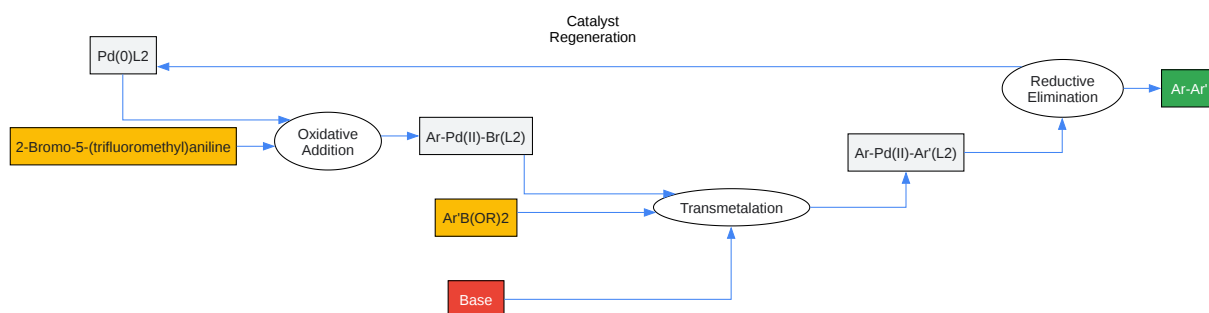 Catalyst
Regeneration
Pd(0)L2
Reductive
Elimination
Ar-Ar'
2-Bromo-5-(trifluoromethyl)aniline
Oxidative
Addition
Ar-Pd(II)-Br(L2)
Ar-Pd(II)-Ar'(L2)
Ar'B(OR)2
Transmetalation
Base